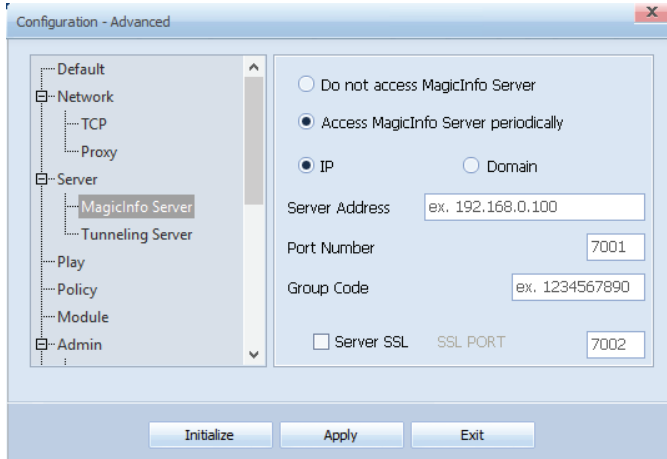 Configuration - Advanced
x
Default
Network
TCP
Proxy
Server
MagicInfo Server
Tunneling Server
Play
Policy
Module
Admin
Do not access MagicInfo Server
Access MagicInfo Server periodically
IP Domain
Server Address ex. 192.168.0.100
Port Number 7001
Group Code ex. 1234567890
Server SSL SSL PORT 7002
Initialize Apply Exit